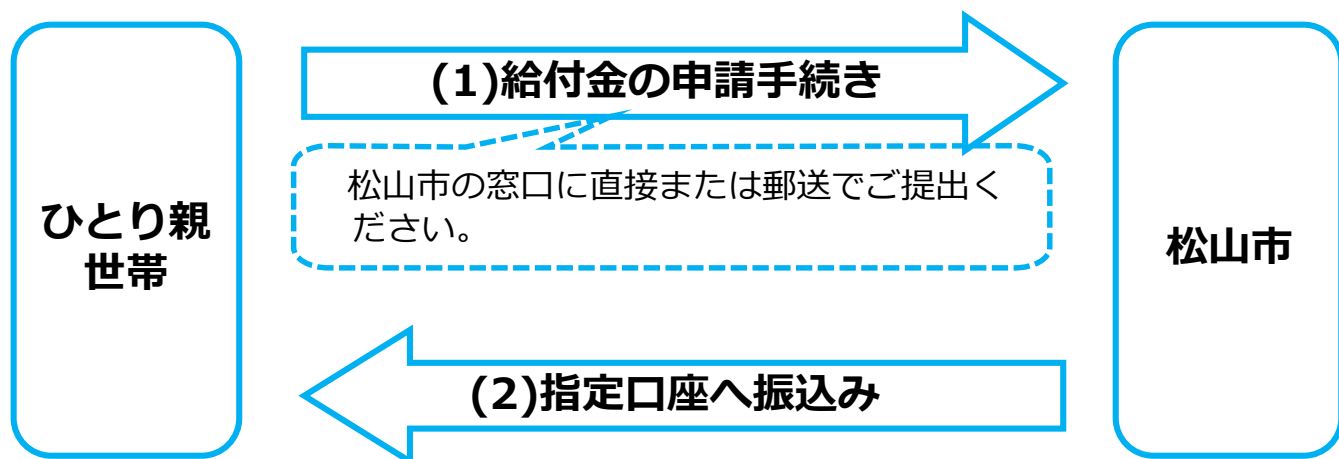 (1)給付金の申請手続き
松山市の窓口に直接または郵送でご提出く
ださい。
ひとり親
世帯
松山市
(2)指定口座へ振込み